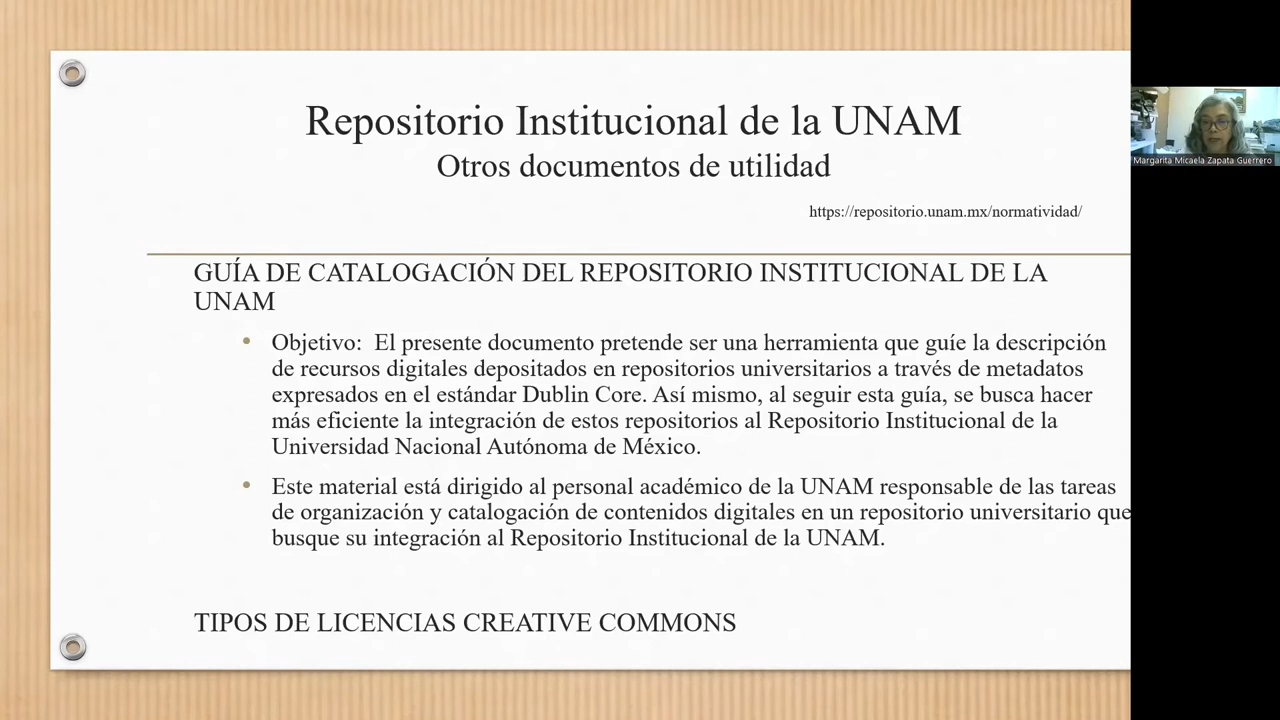 Repositorio Institucional de la UNAM
Otros documentos de utilidad
https://repositorio.unam.mx/normatividad/
GUÍA DE CATALOGACIÓN DEL REPOSITORIO INSTITUCIONAL DE LA
UNAM
• Objetivo:  El presente documento pretende ser una herramienta que guíe la descripción
de recursos digitales depositados en repositorios universitarios a través de metadatos
expresados en el estándar Dublin Core. Así mismo, al seguir esta guía, se busca hacer
más eficiente la integración de estos repositorios al Repositorio Institucional de la
Universidad Nacional Autónoma de México.
• Este material está dirigido al personal académico de la UNAM responsable de las tareas
de organización y catalogación de contenidos digitales en un repositorio universitario que
busque su integración al Repositorio Institucional de la UNAM.
TIPOS DE LICENCIAS CREATIVE COMMONS
Margarita Micaela Zapata Guerrero